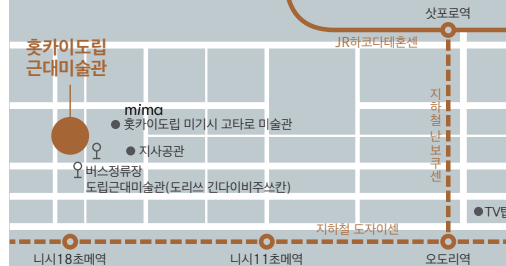 삿포로역
JR하코다테혼센
홋카이도립
근대미술관
mima
홋카이도립 미기시 고타로 미술관
지사공관
지하철 난보쿠센
버스정류장
도립근대미술관(도리쓰 긴다이비주쓰칸)
TV탑
지하철 도자이센
니시18초메역
니시11초메역
오도리역